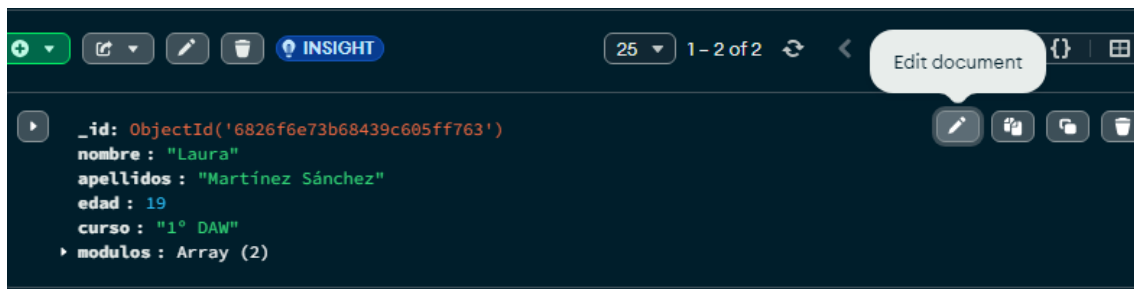 INSIGHT 25 1 – 2 of 2 Edit document {}
_id: ObjectId('6826f6e73b68439c605ff763')
nombre : "Laura"
apellidos : "Martínez Sánchez"
edad : 19
curso : "1º DAW"
modulos : Array (2)